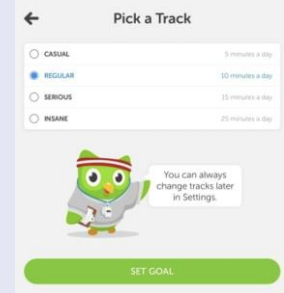 Pick a Track
CASUAL 5 minutes a day
REGULAR 10 minutes a day
SERIOUS 15 minutes a day
INSANE 25 minutes a day
You can always
change tracks later
in Settings.
SET GOAL